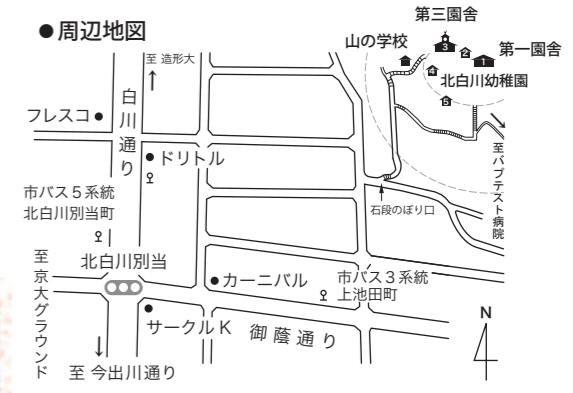 ●周辺地図
第三園舎
山の学校
第一園舎
3
2
1
4
5
北白川幼稚園
至 造形大
白川通り
フレスコ
ドリトル
至バプテスト病院
市バス5系統
北白川別当町
石段のぼり口
北白川別当
至京大グラウンド
カーニバル
市バス3系統
上池田町
サークルK
御蔭通り
N
至 今出川通り